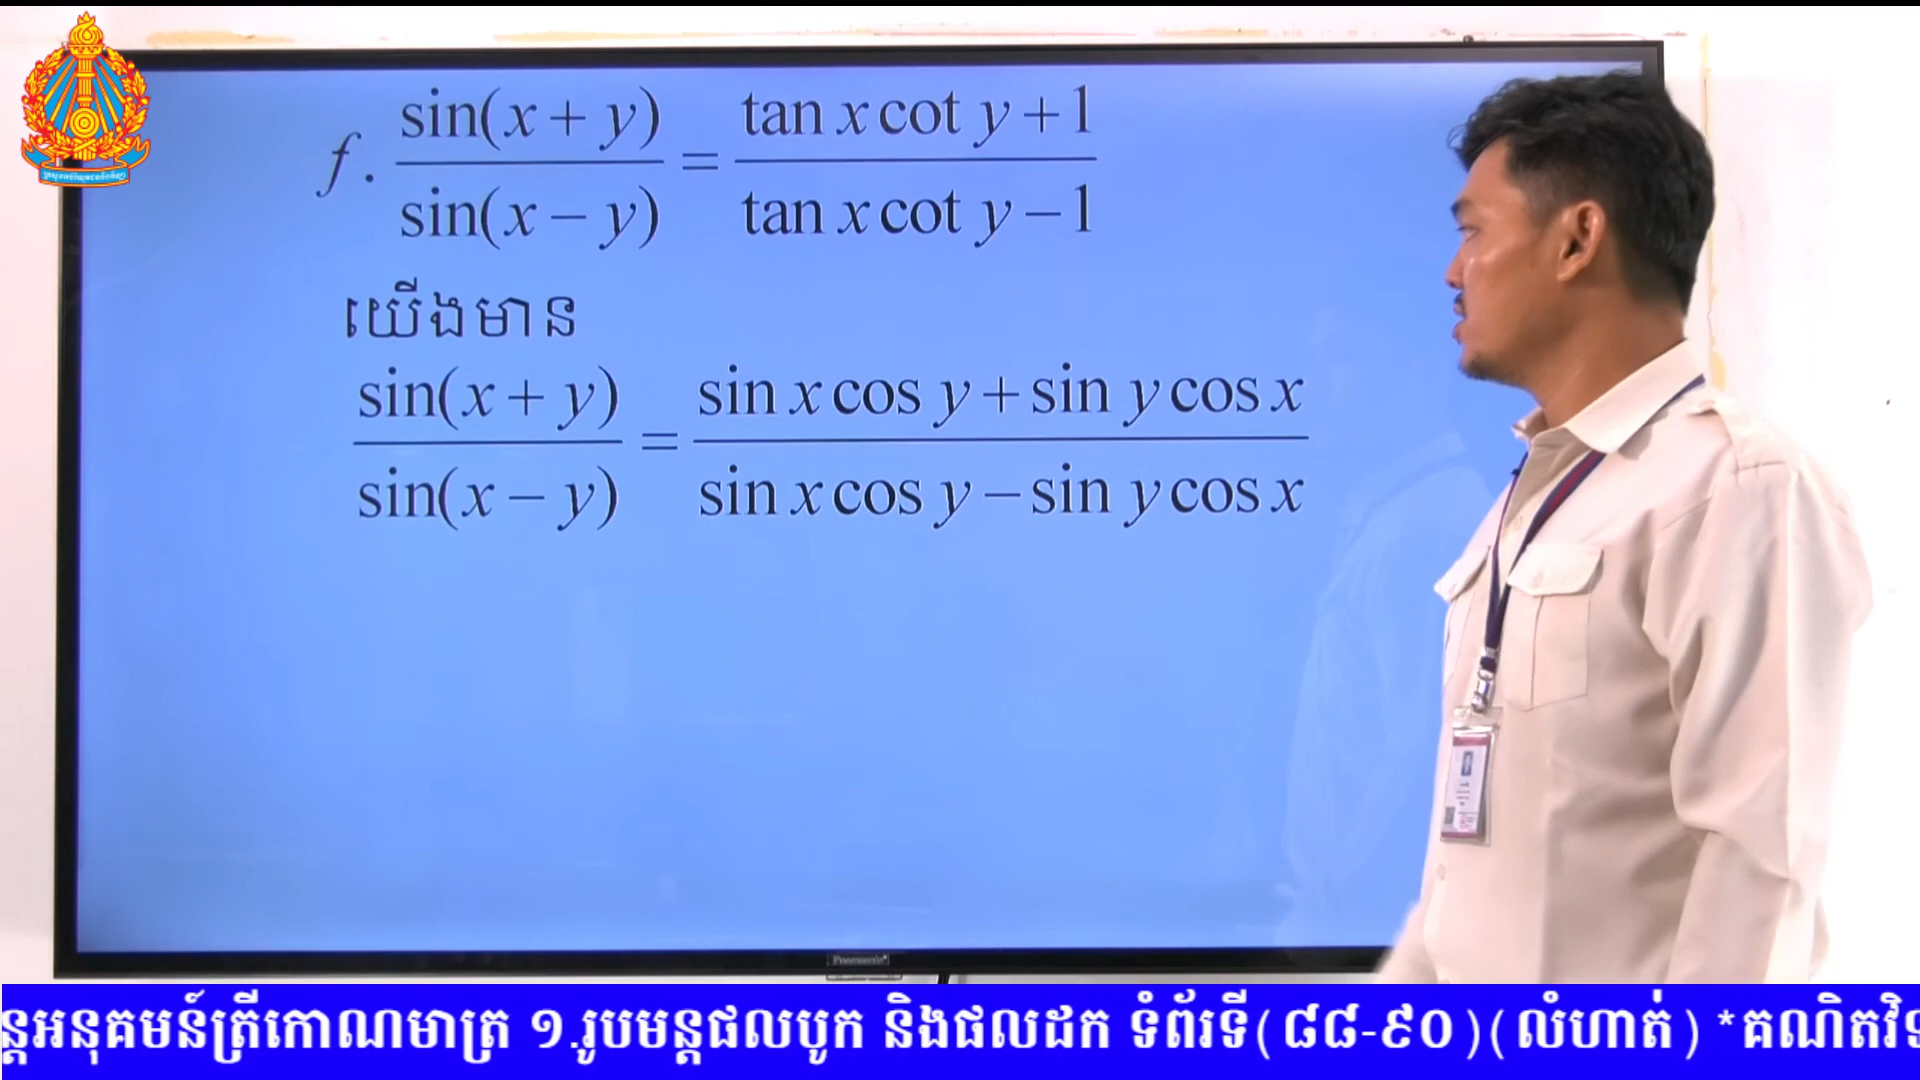 f. sin(x + y) / sin(x − y) = tan x cot y + 1 / tan x cot y − 1
យើងមាន
sin(x + y) / sin(x − y) = sin x cos y + sin y cos x / sin x cos y − sin y cos x
ន្តអនុគមន៍ត្រីកោណមាត្រ ១.រូបមន្តផលបូក និងផលដក ទំព័រទី(៨៨-៩០)(លំហាត់) *គណិតវិ